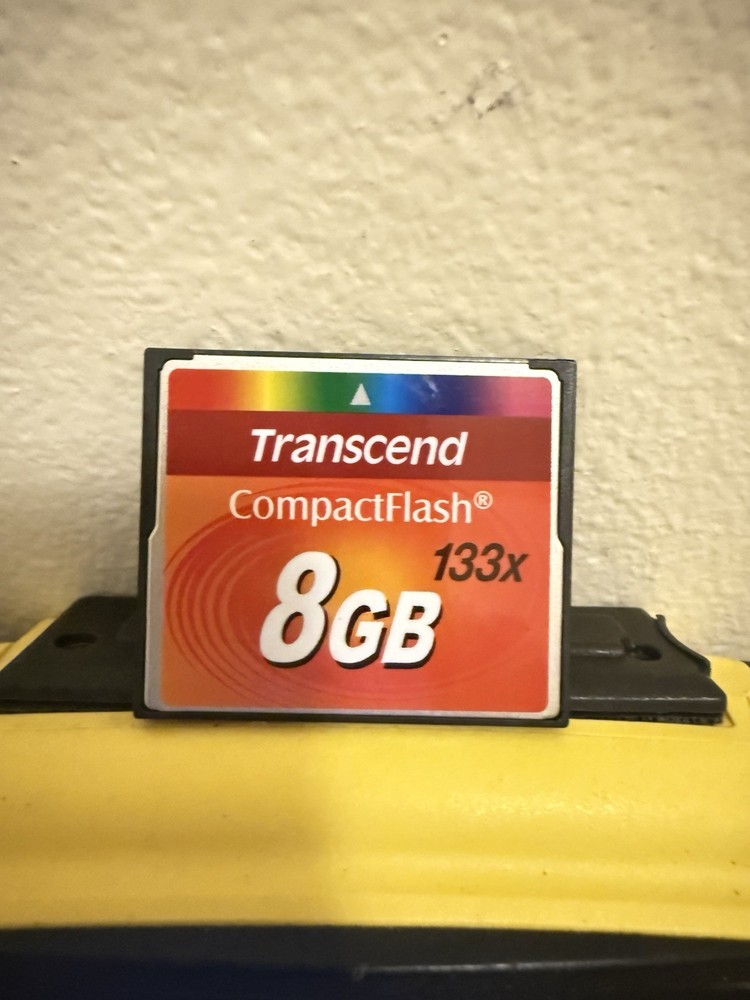 Transcend
CompactFlash®
133x
8GB